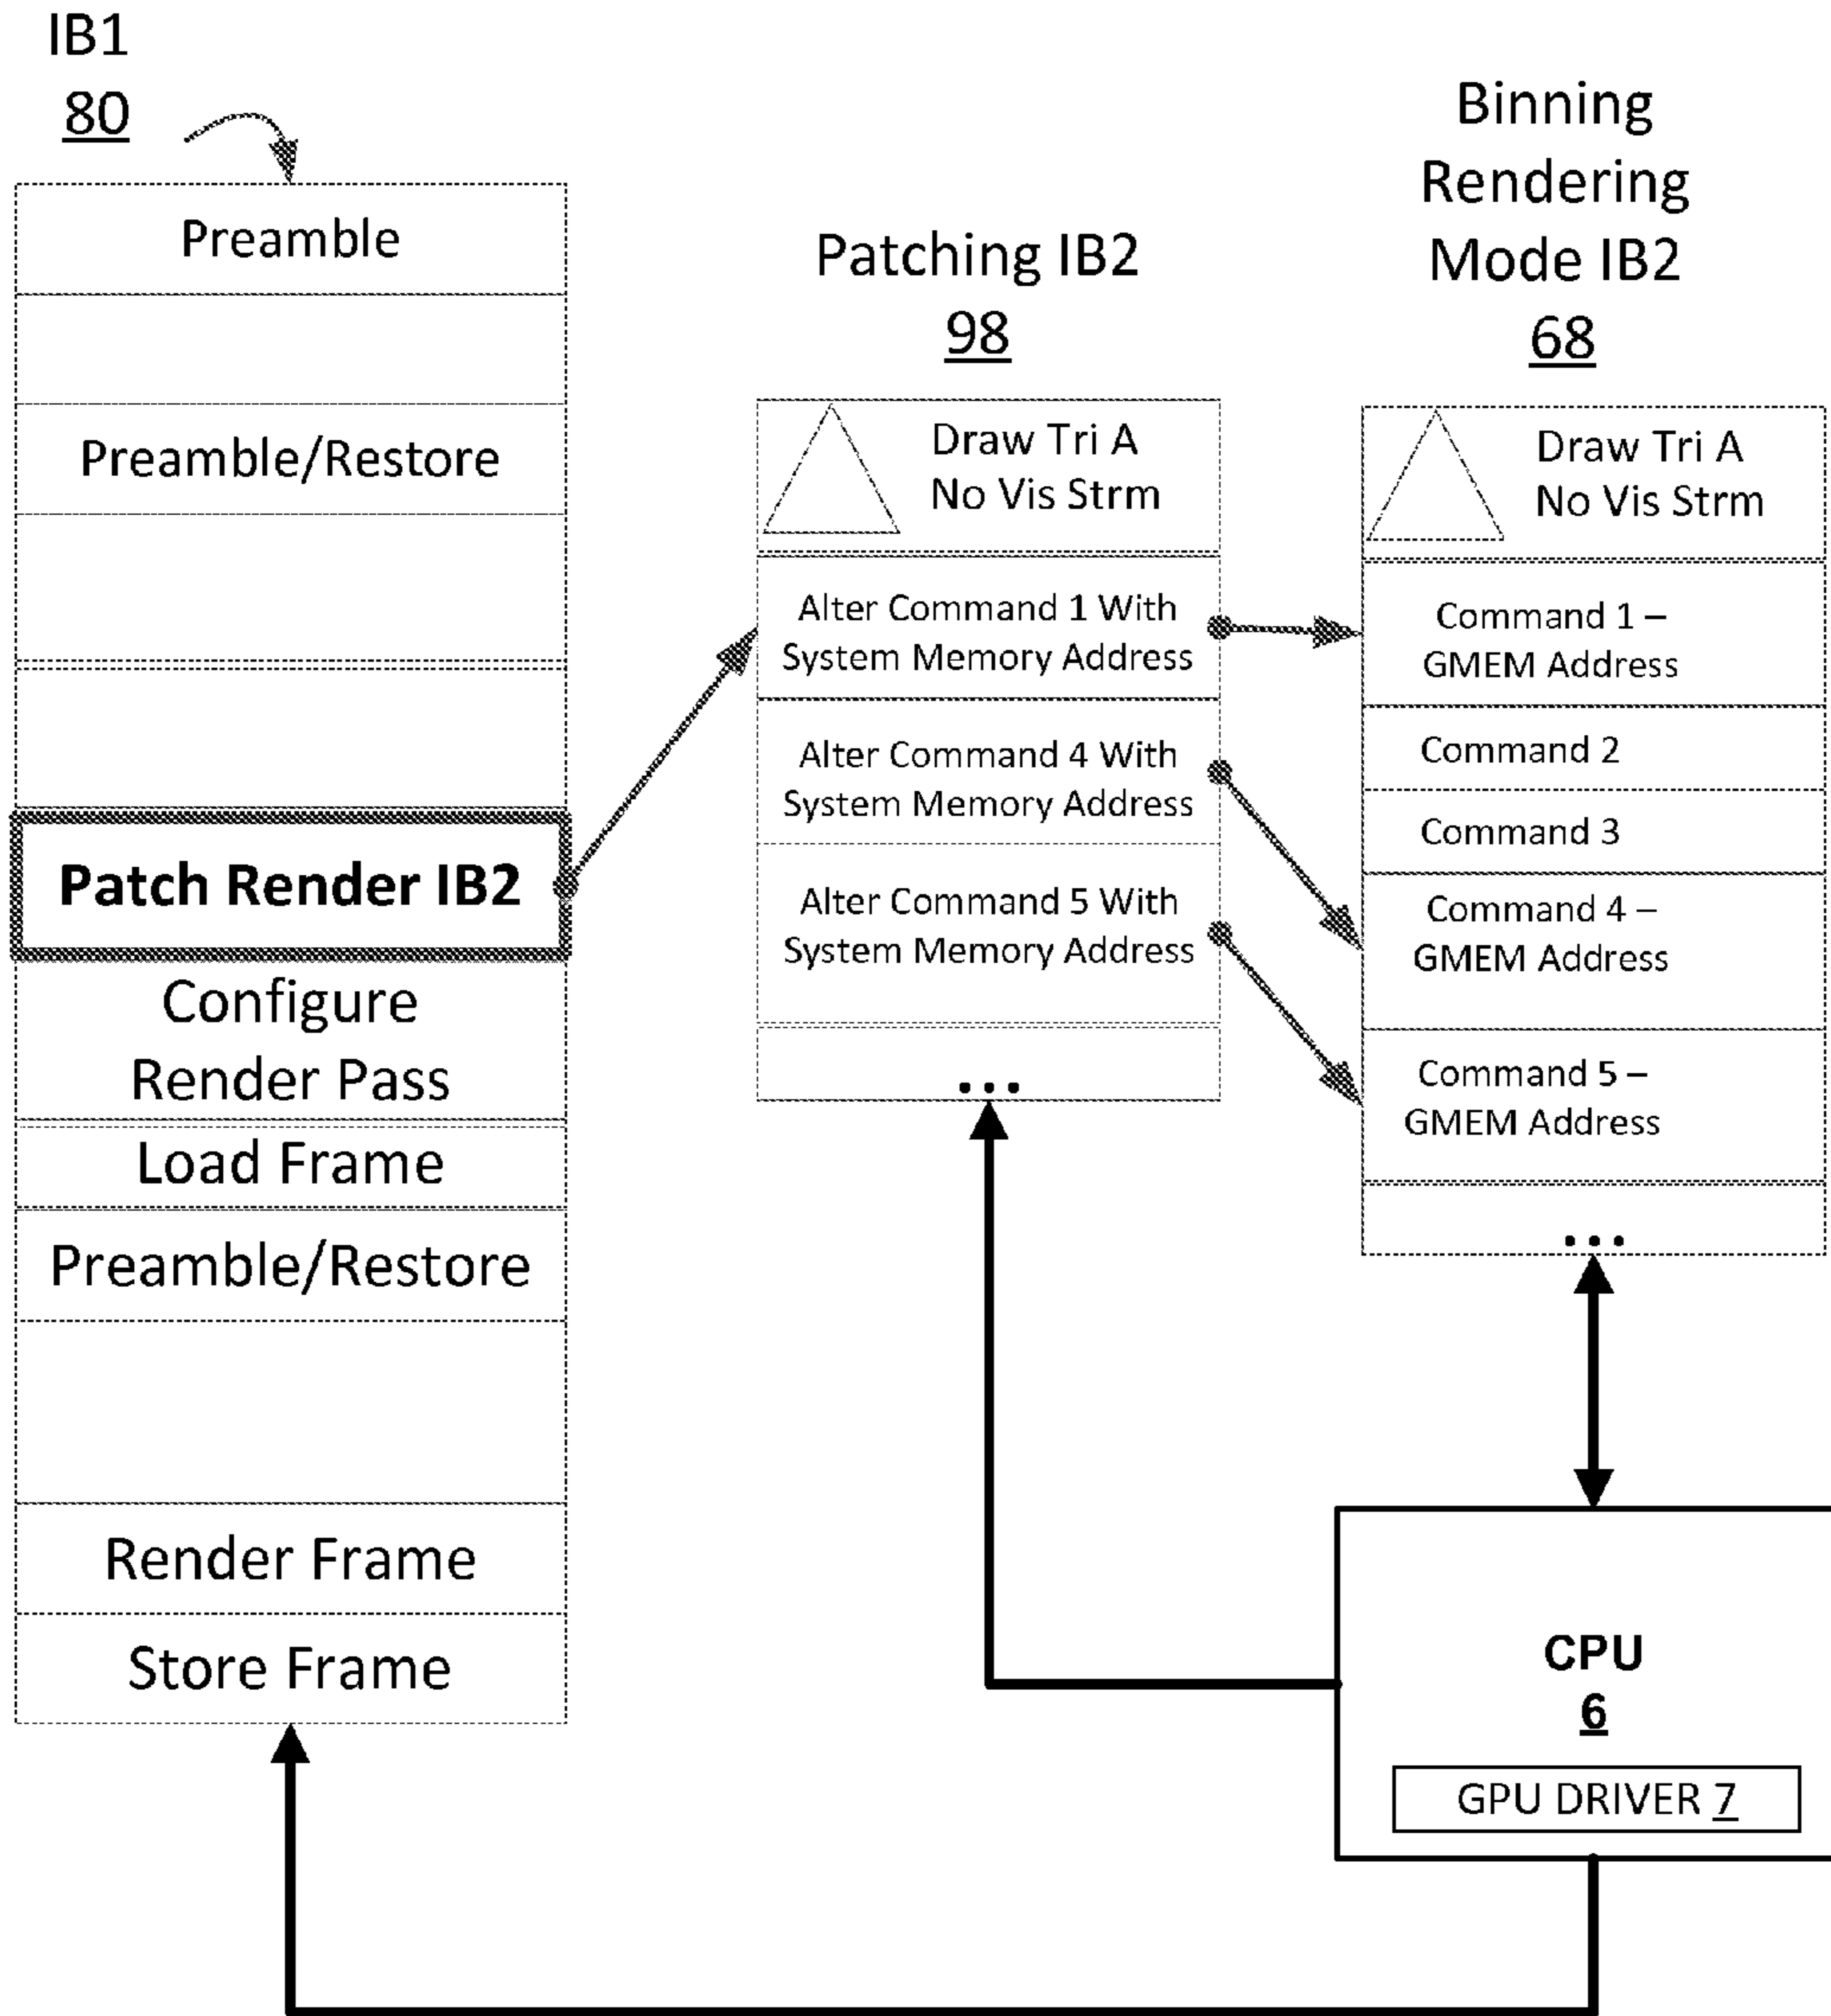 IB1
80
Preamble
Preamble/Restore
Patch Render IB2
Configure
Render Pass
Load Frame
Preamble/Restore
Render Frame
Store Frame
Patching IB2
98
Draw Tri A
No Vis Strm
Alter Command 1 With
System Memory Address
Alter Command 4 With
System Memory Address
Alter Command 5 With
System Memory Address
...
Binning
Rendering
Mode IB2
68
Draw Tri A
No Vis Strm
Command 1 –
GMEM Address
Command 2
Command 3
Command 4 –
GMEM Address
Command 5 –
GMEM Address
...
CPU
6
GPU DRIVER 7